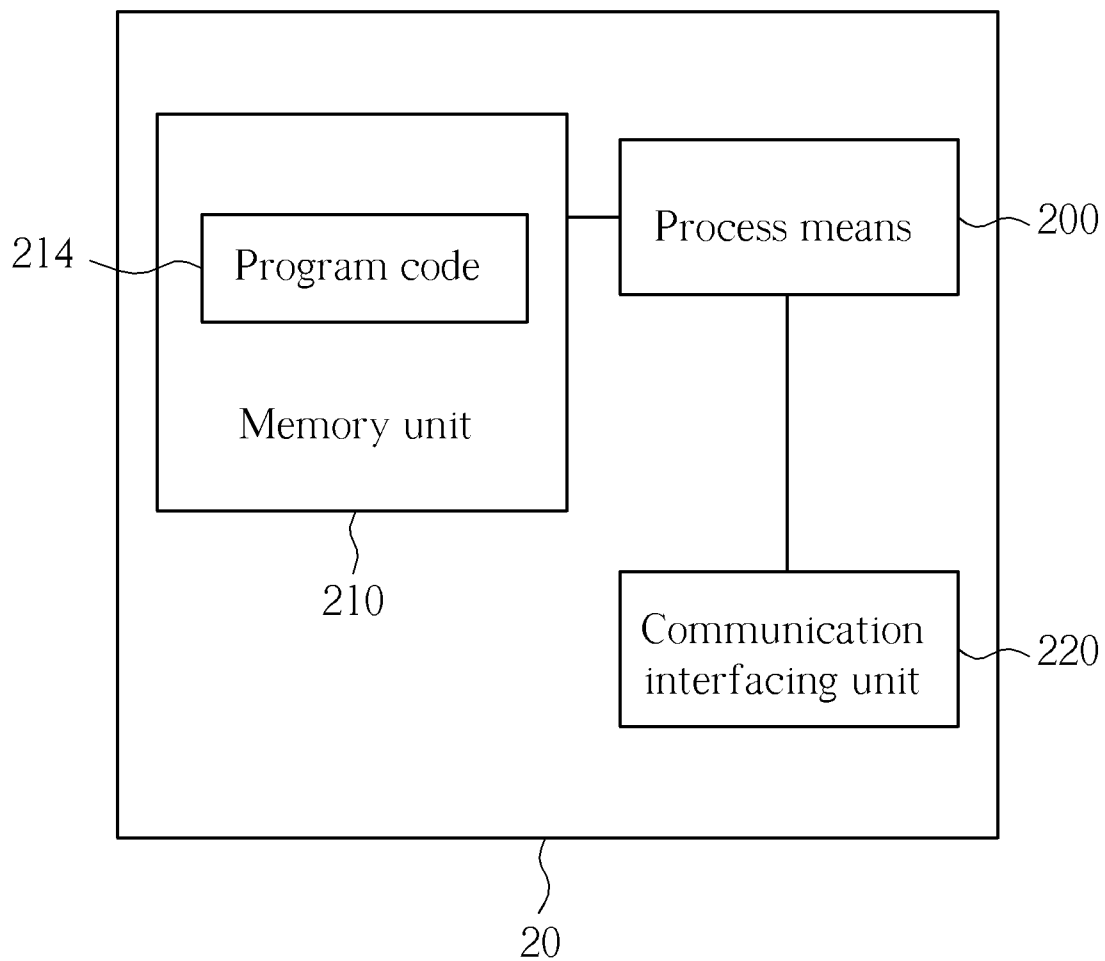 Process means
200
214
Program code
Memory unit
210
Communication
interfacing unit
220
20